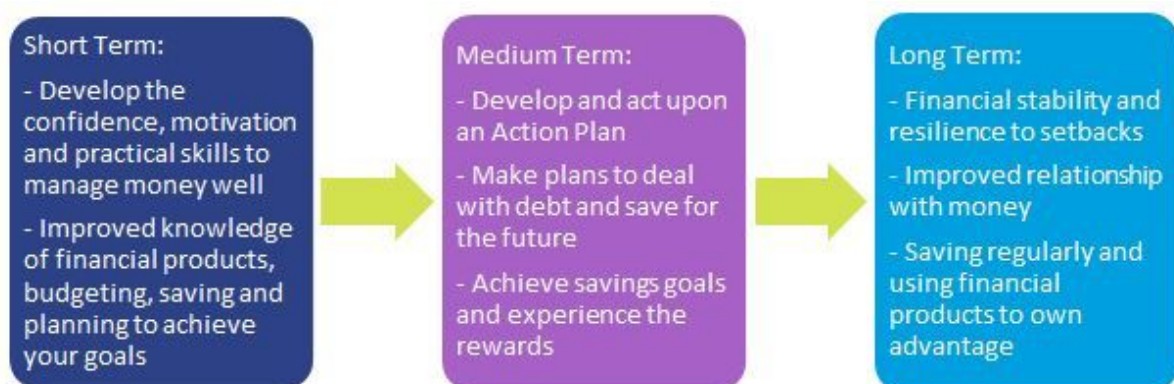 Short Term:
- Develop the
confidence, motivation
and practical skills to
manage money well
- Improved knowledge
of financial products,
budgeting, saving and
planning to achieve
your goals
Medium Term:
- Develop and act upon
an Action Plan
- Make plans to deal
with debt and save for
the future
- Achieve savings goals
and experience the
rewards
Long Term:
- Financial stability and
resilience to setbacks
- Improved relationship
with money
- Saving regularly and
using financial
products to own
advantage